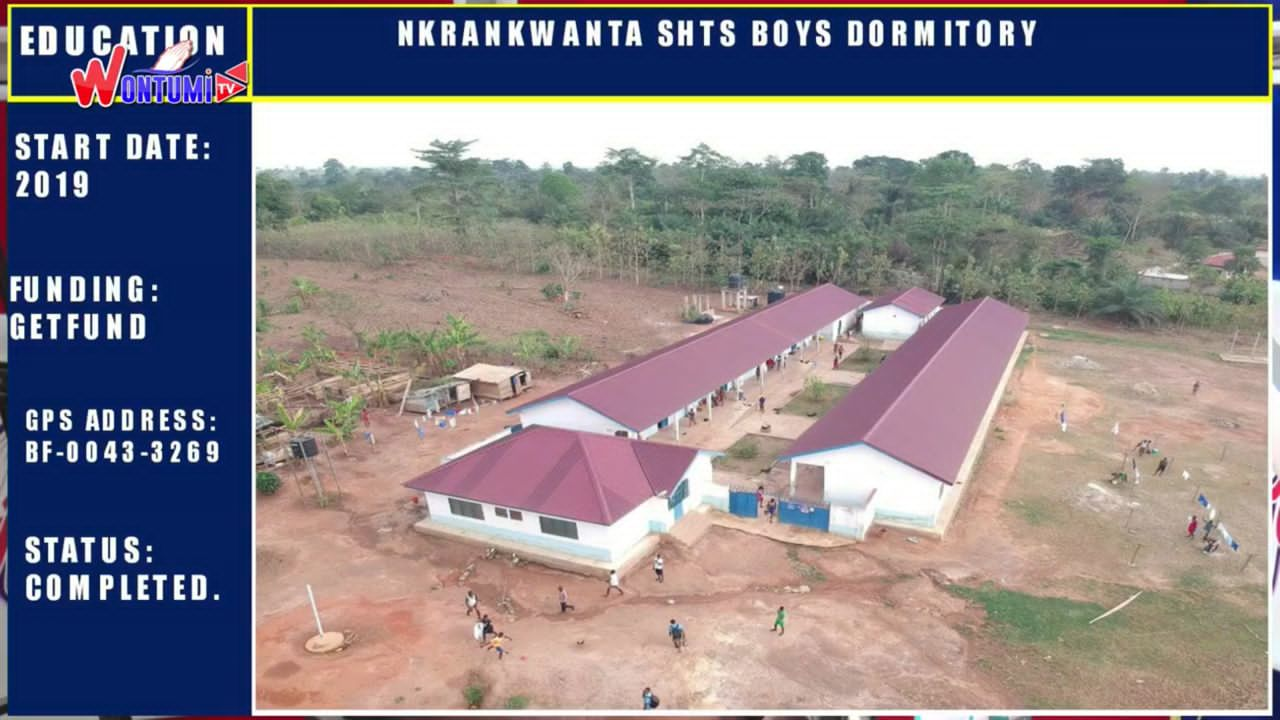 EDUCATION
WONTUMI TV
NKRANKWANTA SHTS BOYS DORMITORY
START DATE:
2019
FUNDING:
GETFUND
GPS ADDRESS:
BF-0043-3269
STATUS:
COMPLETED.